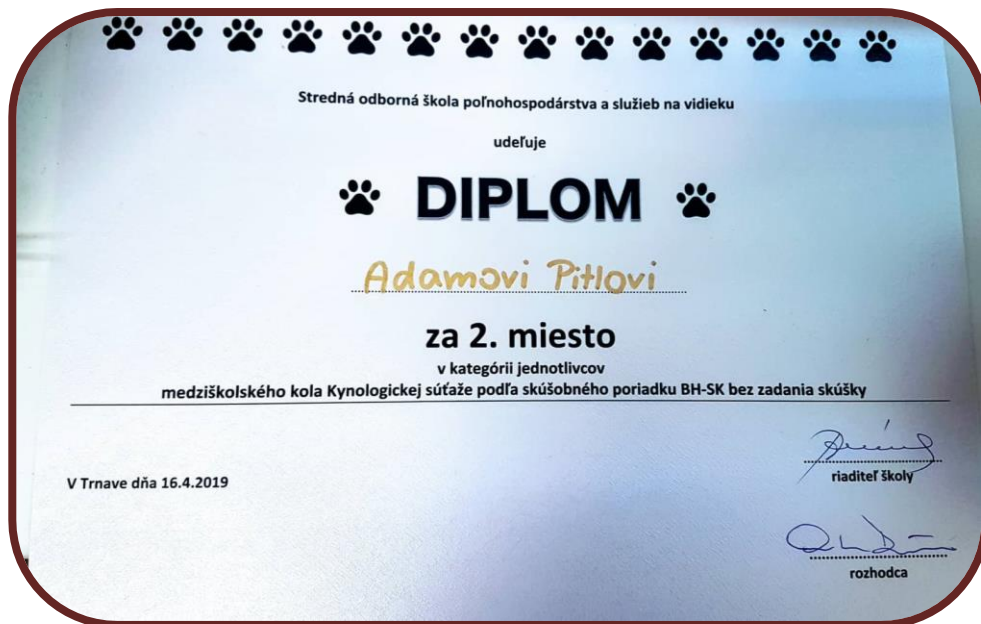 Stredná odborná škola poľnohospodárstva a služieb na vidieku
udeľuje
DIPLOM
Adamovi Pitlovi
za 2. miesto
v kategórii jednotlivcov
medziškolského kola Kynologickej súťaže podľa skúšobného poriadku BH-SK bez zadania skúšky
V Trnave dňa 16.4.2019
riaditeľ školy
rozhodca